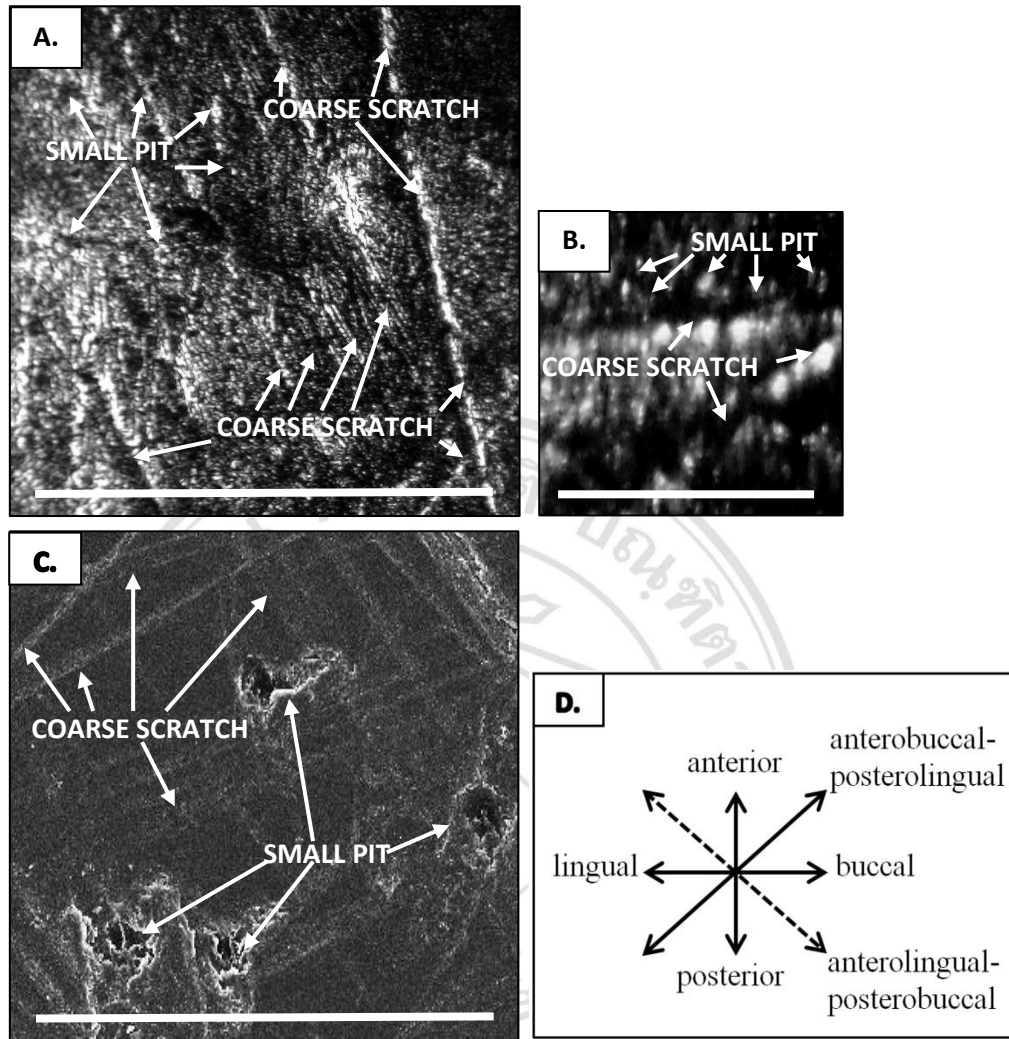 A.
COARSE SCRATCH
SMALL PIT
COARSE SCRATCH
B.
SMALL PIT
COARSE SCRATCH
C.
COARSE SCRATCH
SMALL PIT
D.
anterior
anterobuccal-
posterolingual
lingual
buccal
posterior
anterolingual-
posterobuccal